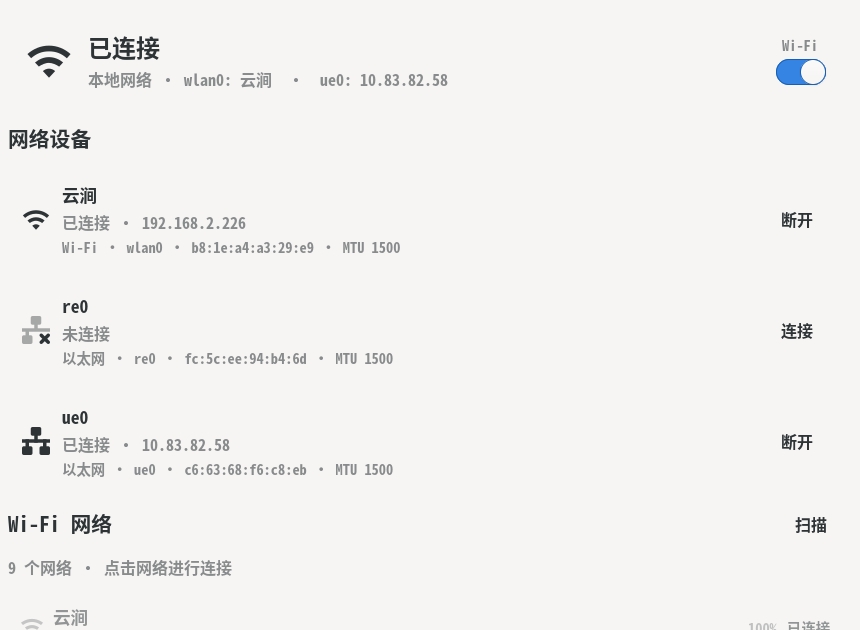 已连接
本地网络 • wlan0: 云涧 • ue0: 10.83.82.58
Wi-Fi
网络设备
云涧
已连接 • 192.168.2.226
Wi-Fi • wlan0 • b8:1e:a4:a3:29:e9 • MTU 1500
断开
re0
未连接
以太网 • re0 • fc:5c:ee:94:b4:6d • MTU 1500
连接
ue0
已连接 • 10.83.82.58
以太网 • ue0 • c6:63:68:f6:c8:eb • MTU 1500
断开
Wi-Fi 网络
扫描
9 个网络 • 点击网络进行连接
云涧
100% 已连接